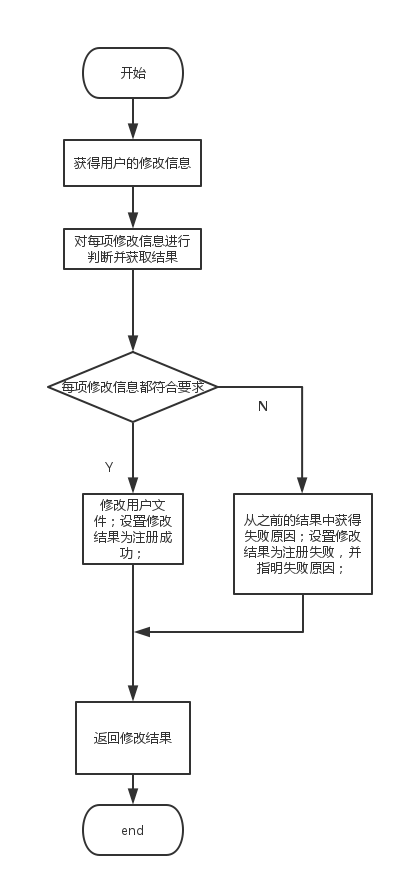 开始
获得用户的修改信息
对每项修改信息进行
判断并获取结果
每项修改信息都符合要求
N
Y
修改用户文
件；设置修改
结果为注册成
功；
从之前的结果中获得
失败原因；设置修改
结果为注册失败，并
指明失败原因；
返回修改结果
end